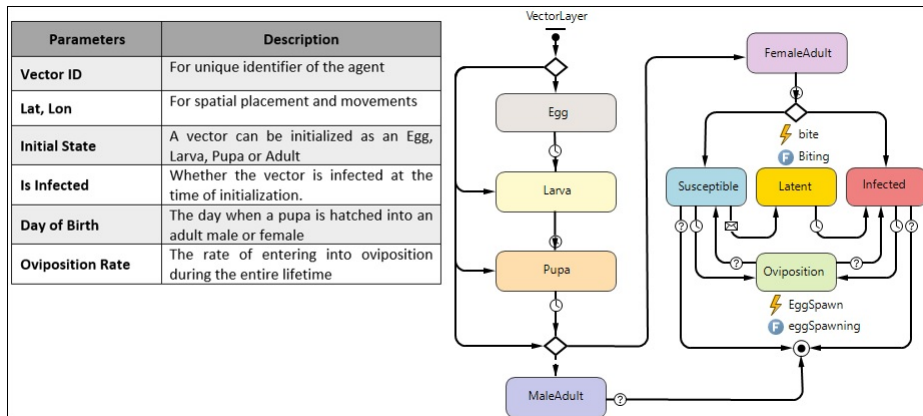 Parameters Description
Vector ID For unique identifier of the agent
Lat, Lon For spatial placement and movements
Initial State A vector can be initialized as an Egg,
Larva, Pupa or Adult
Is Infected Whether the vector is infected at the
time of initialization.
Day of Birth The day when a pupa is hatched into an
adult male or female
Oviposition Rate The rate of entering into oviposition
during the entire lifetime
VectorLayer
Egg
Larva
Pupa
MaleAdult
?
FemaleAdult
bite
F Biting
Susceptible Latent Infected
? ?
? ?
Oviposition
EggSpawn
F eggSpawning